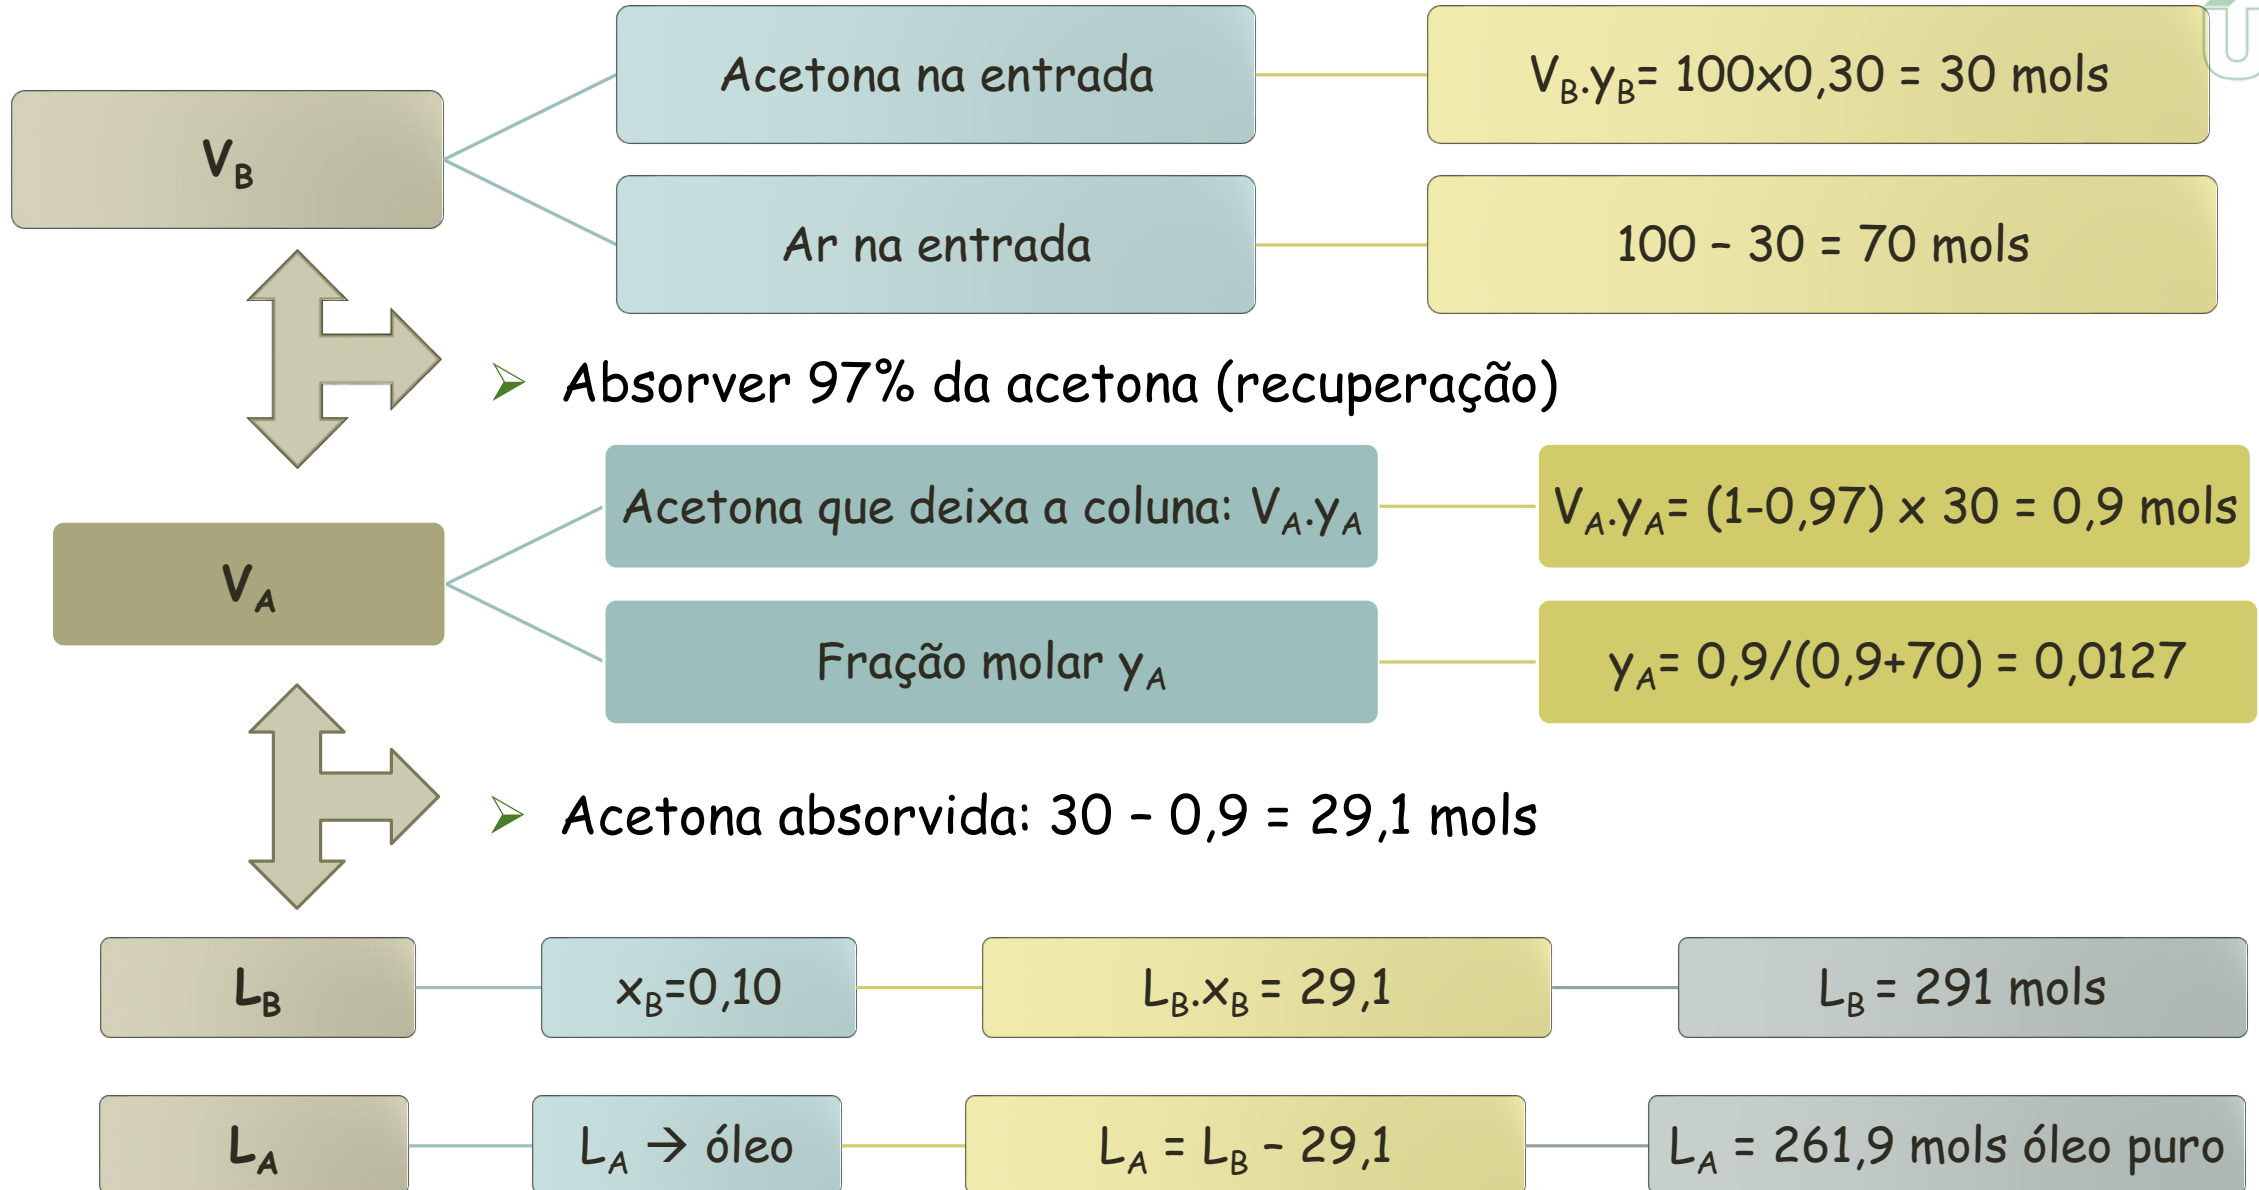 Acetona na entrada
V_B.y_B= 100x0,30 = 30 mols
V_B
Ar na entrada
100 – 30 = 70 mols
➢ Absorver 97% da acetona (recuperação)
Acetona que deixa a coluna: V_A.y_A
V_A.y_A= (1-0,97) x 30 = 0,9 mols
V_A
Fração molar y_A
y_A= 0,9/(0,9+70) = 0,0127
➢ Acetona absorvida: 30 – 0,9 = 29,1 mols
L_B
x_B=0,10
L_B.x_B = 29,1
L_B = 291 mols
L_A
L_A → óleo
L_A = L_B – 29,1
L_A = 261,9 mols óleo puro